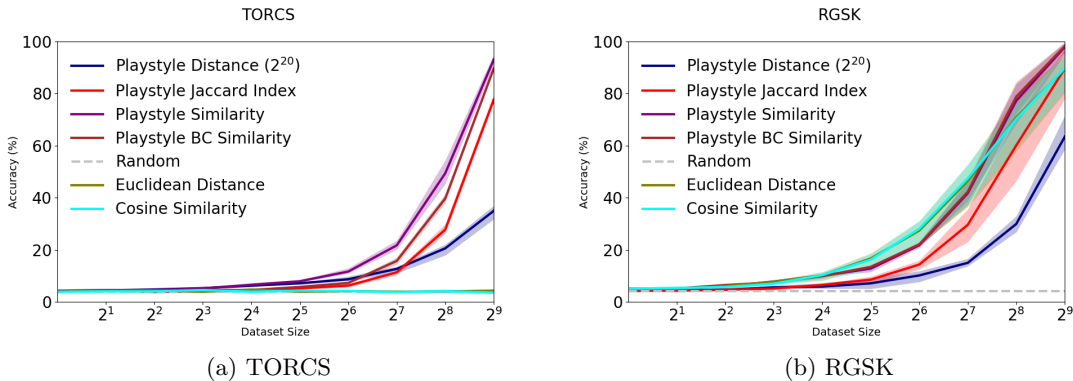 TORCS
100
80
60
40
20
0
Accuracy (%)
Playstyle Distance (2^20)
Playstyle Jaccard Index
Playstyle Similarity
Playstyle BC Similarity
Random
Euclidean Distance
Cosine Similarity
2^1 2^2 2^3 2^4 2^5 2^6 2^7 2^8 2^9
Dataset Size
(a) TORCS
RGSK
100
80
60
40
20
0
Accuracy (%)
Playstyle Distance (2^20)
Playstyle Jaccard Index
Playstyle Similarity
Playstyle BC Similarity
Random
Euclidean Distance
Cosine Similarity
2^1 2^2 2^3 2^4 2^5 2^6 2^7 2^8 2^9
Dataset Size
(b) RGSK